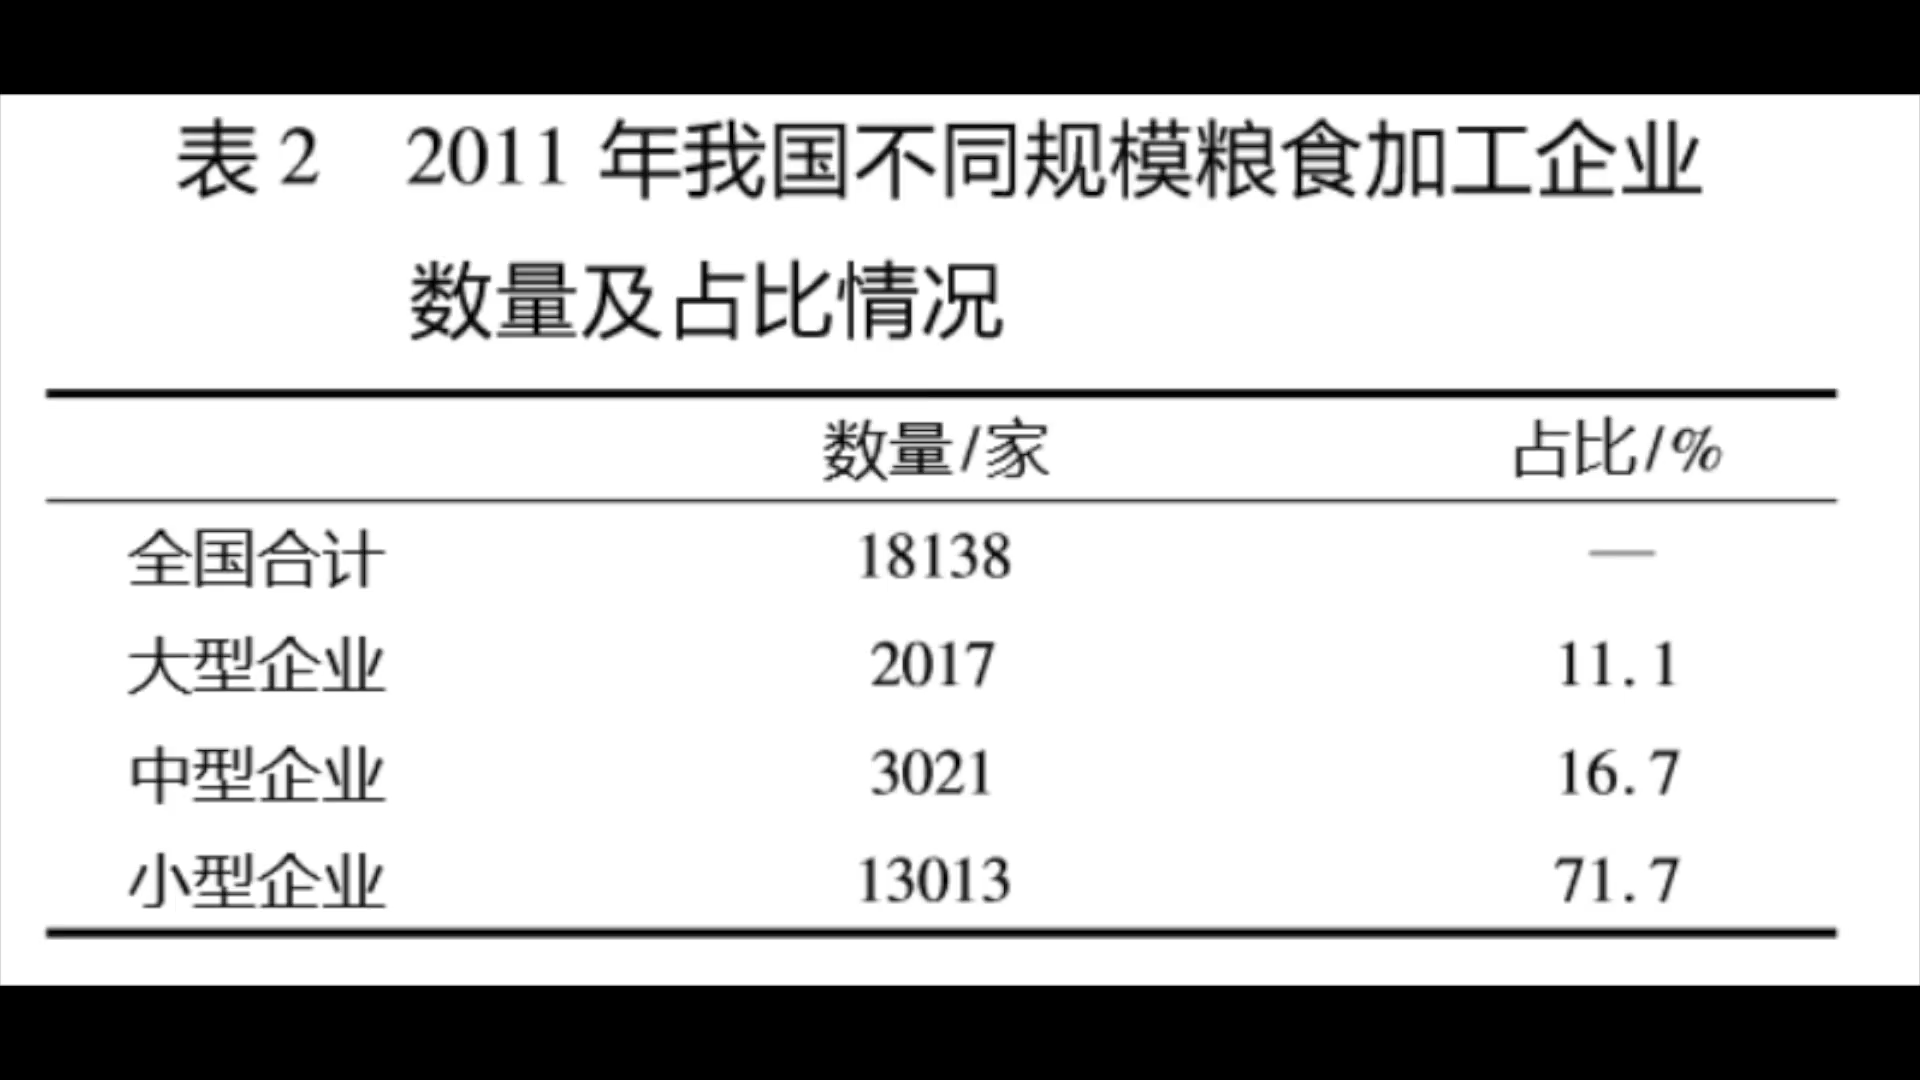 表2 2011 年我国不同规模粮食加工企业
数量及占比情况
数量/家 占比/%
全国合计 18138 —
大型企业 2017 11.1
中型企业 3021 16.7
小型企业 13013 71.7